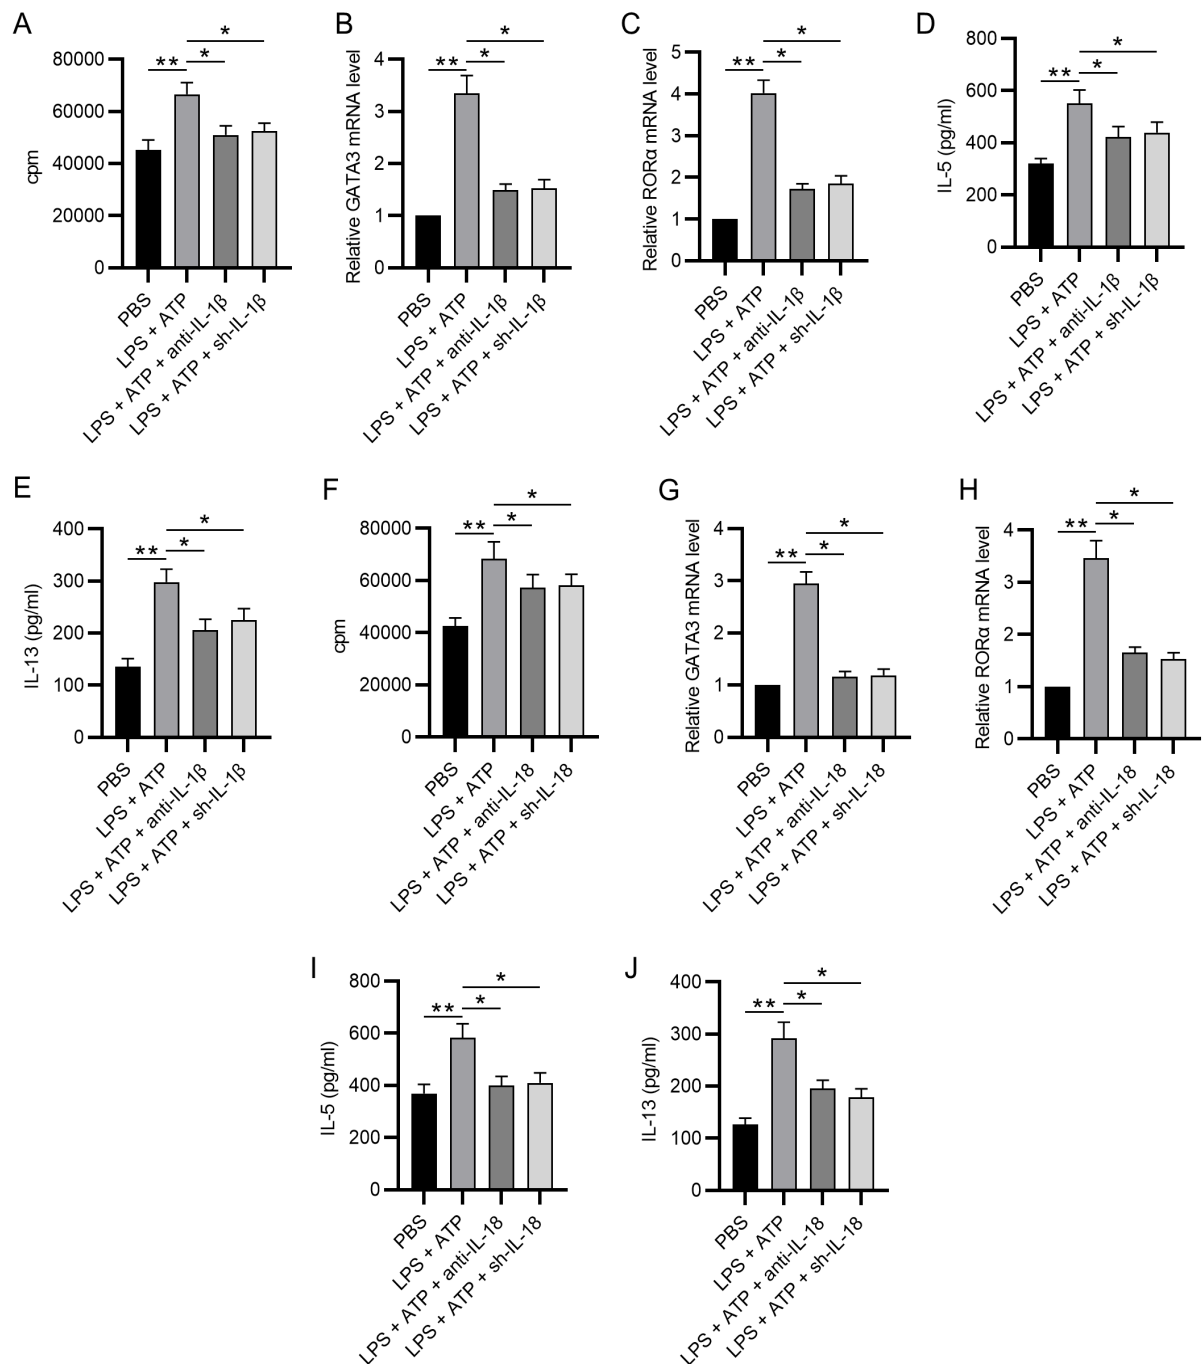 A
cpm
80000
60000
40000
20000
0
**
*
*
PBS
LPS + ATP
LPS + ATP + anti-IL-1β
LPS + ATP + sh-IL-1β
B
Relative GATA3 mRNA level
4
3
2
1
0
**
*
*
PBS
LPS + ATP
LPS + ATP + anti-IL-1β
LPS + ATP + sh-IL-1β
C
Relative RORα mRNA level
5
4
3
2
1
0
**
*
*
PBS
LPS + ATP
LPS + ATP + anti-IL-1β
LPS + ATP + sh-IL-1β
D
IL-5 (pg/ml)
800
600
400
200
0
**
*
*
PBS
LPS + ATP
LPS + ATP + anti-IL-1β
LPS + ATP + sh-IL-1β
E
IL-13 (pg/ml)
400
300
200
100
0
**
*
*
PBS
LPS + ATP
LPS + ATP + anti-IL-1β
LPS + ATP + sh-IL-1β
F
cpm
80000
60000
40000
20000
0
**
*
*
PBS
LPS + ATP
LPS + ATP + anti-IL-18
LPS + ATP + sh-IL-18
G
Relative GATA3 mRNA level
4
3
2
1
0
**
*
*
PBS
LPS + ATP
LPS + ATP + anti-IL-18
LPS + ATP + sh-IL-18
H
Relative RORα mRNA level
4
3
2
1
0
**
*
*
PBS
LPS + ATP
LPS + ATP + anti-IL-18
LPS + ATP + sh-IL-18
I
IL-5 (pg/ml)
800
600
400
200
0
**
*
*
PBS
LPS + ATP
LPS + ATP + anti-IL-18
LPS + ATP + sh-IL-18
J
IL-13 (pg/ml)
400
300
200
100
0
**
*
*
PBS
LPS + ATP
LPS + ATP + anti-IL-18
LPS + ATP + sh-IL-18